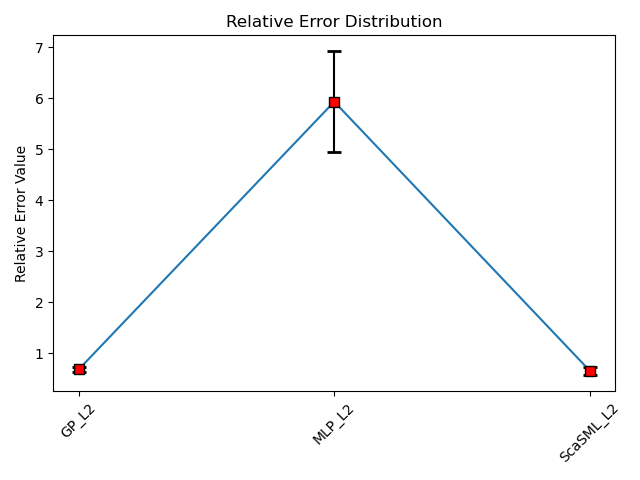 Relative Error Distribution
Relative Error Value
7
6
5
4
3
2
1
GP_L2
MLP_L2
ScaSML_L2